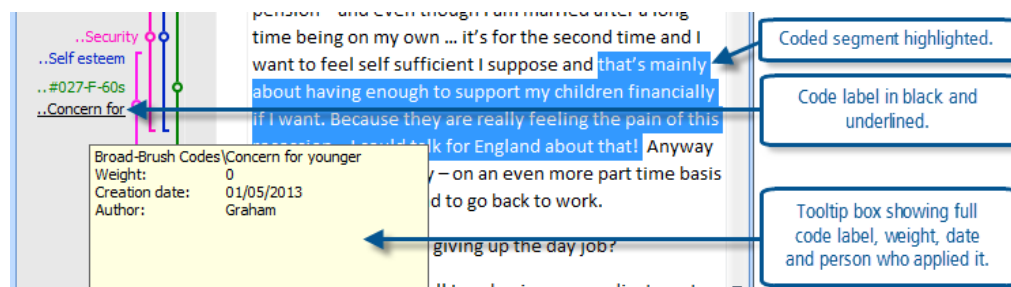 pension – and even though I am married after a long
..Security
time being on my own ... it's for the second time and I
..Self esteem
want to feel self sufficient I suppose and that's mainly
..#027-F-60s
about having enough to support my children financially
..Concern for
if I want. Because they are really feeling the pain of this
talk for England about that! Anyway
– on an even more part time basis
d to go back to work.
giving up the day job?
Broad-Brush Codes\Concern for younger
Weight: 0
Creation date: 01/05/2013
Author: Graham
Coded segment highlighted.
Code label in black and
underlined.
Tooltip box showing full
code label, weight, date
and person who applied it.